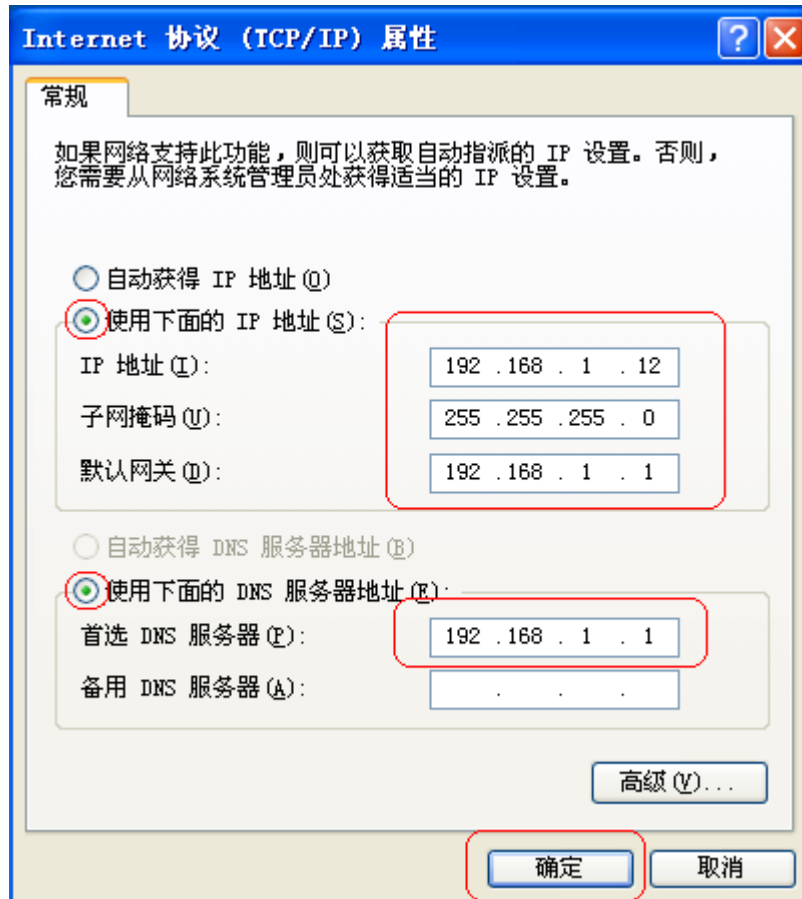 Internet 协议 (TCP/IP) 属性
常规
如果网络支持此功能，则可以获取自动指派的 IP 设置。否则，
您需要从网络系统管理员处获得适当的 IP 设置。
自动获得 IP 地址(O)
使用下面的 IP 地址(S):
IP 地址(I): 192 .168 . 1 . 12
子网掩码(U): 255 .255 .255 . 0
默认网关(D): 192 .168 . 1 . 1
自动获得 DNS 服务器地址(B)
使用下面的 DNS 服务器地址(E):
首选 DNS 服务器(P): 192 .168 . 1 . 1
备用 DNS 服务器(A): . . .
高级(V)...
确定 取消